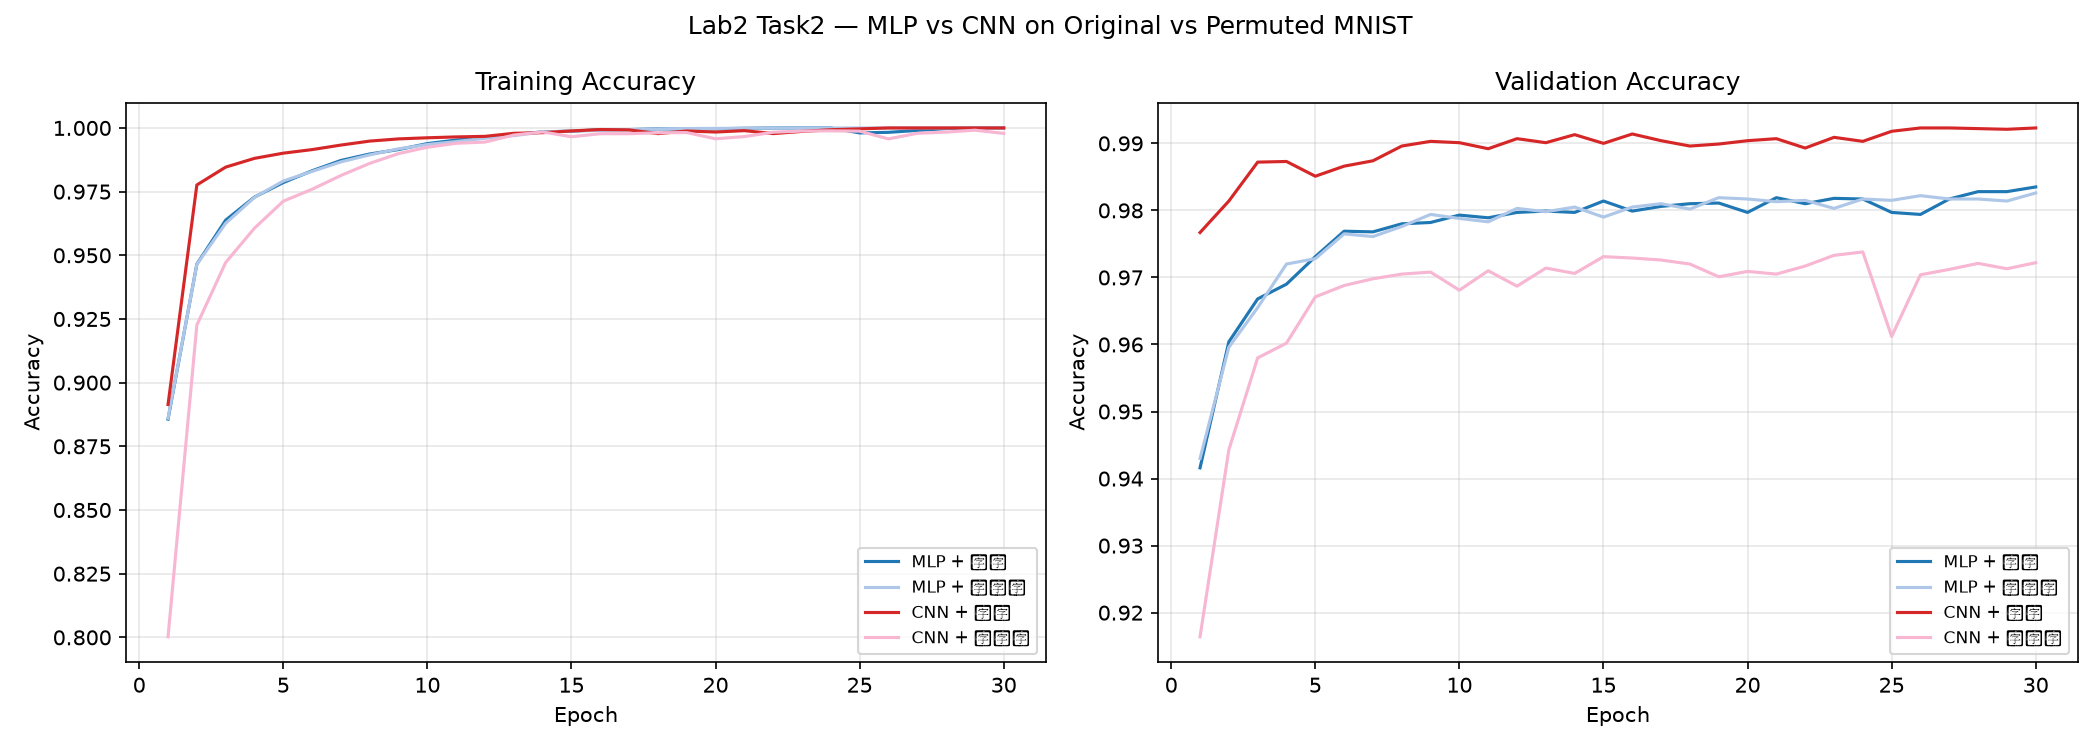 Lab2 Task2 — MLP vs CNN on Original vs Permuted MNIST
Training Accuracy
Accuracy
1.000
0.975
0.950
0.925
0.900
0.875
0.850
0.825
0.800
0 5 10 15 20 25 30
Epoch
MLP +
MLP +
CNN +
CNN +
Validation Accuracy
Accuracy
0.99
0.98
0.97
0.96
0.95
0.94
0.93
0.92
0 5 10 15 20 25 30
Epoch
MLP +
MLP +
CNN +
CNN +